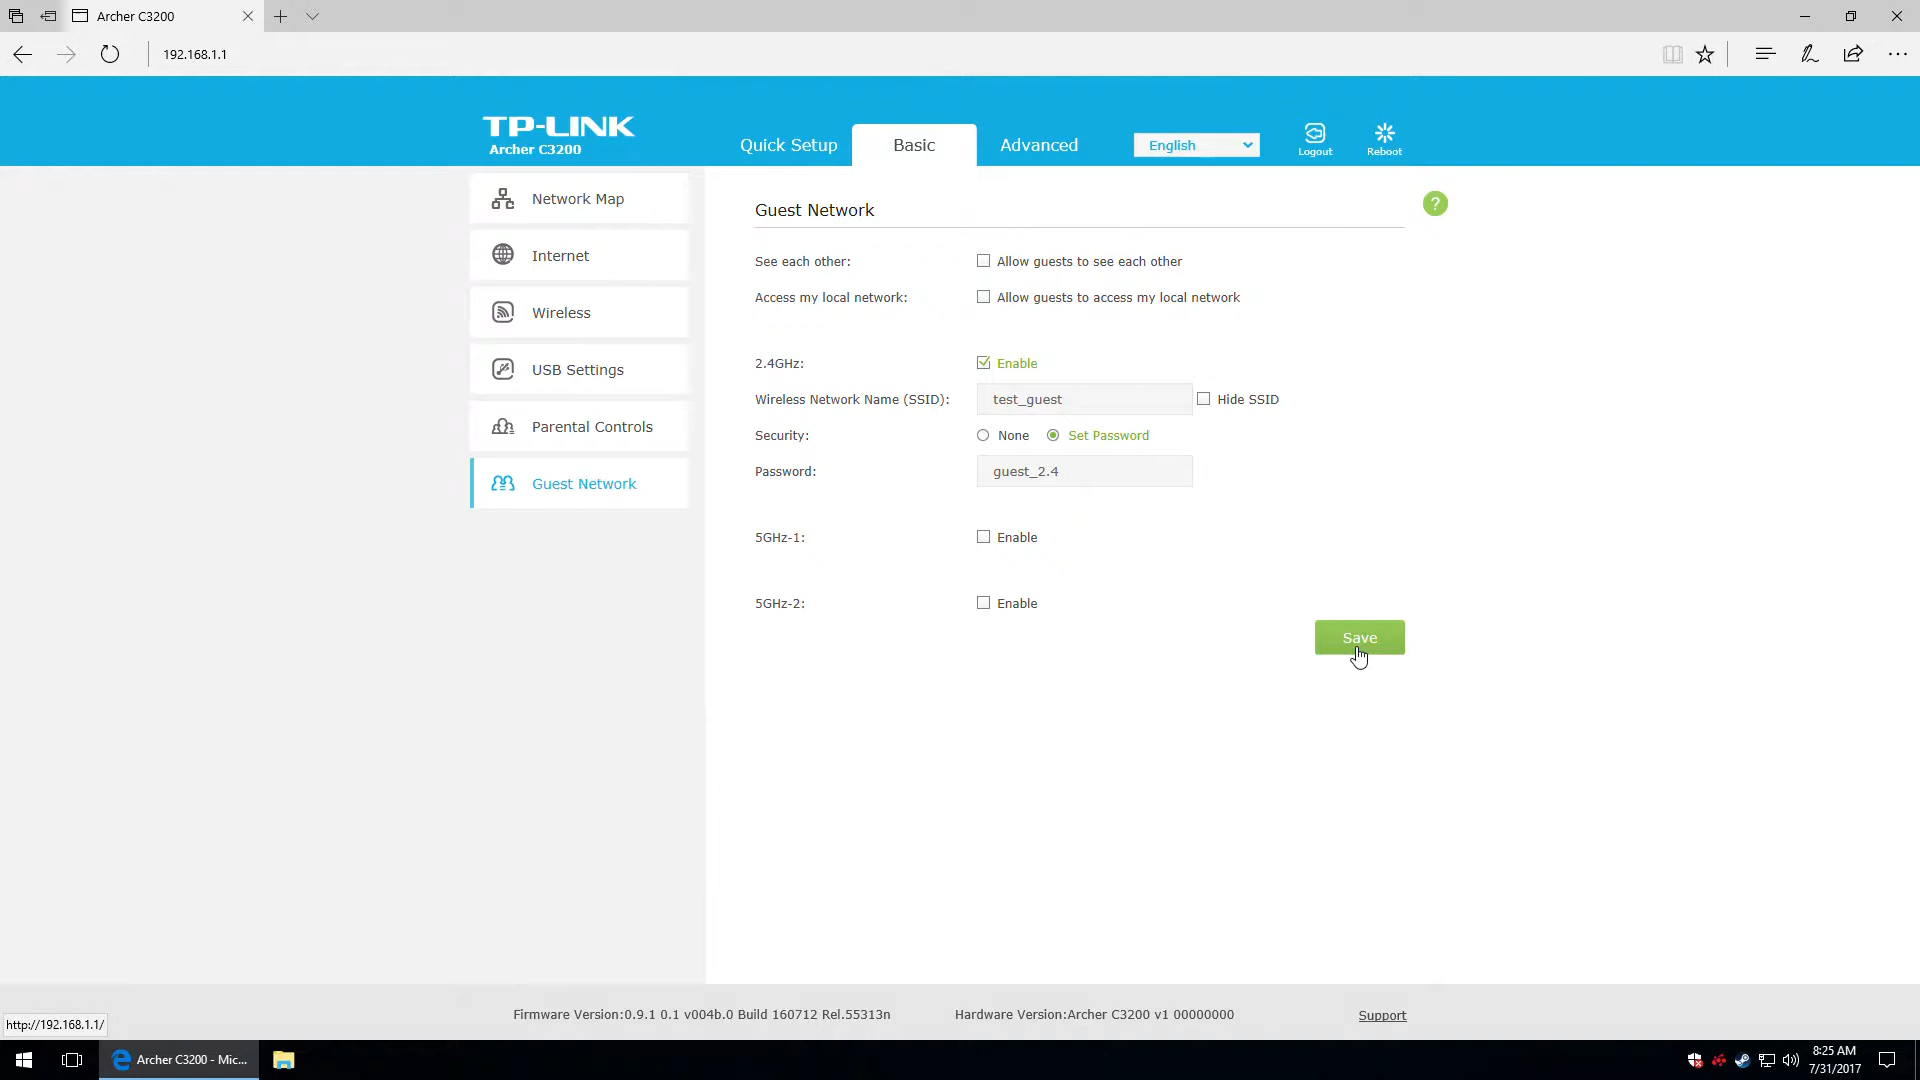 Archer C3200
192.168.1.1
TP-LINK
Archer C3200
Quick Setup
Basic
Advanced
English
Logout
Reboot
Network Map
Internet
Wireless
USB Settings
Parental Controls
Guest Network
Guest Network
?
See each other:
Allow guests to see each other
Access my local network:
Allow guests to access my local network
2.4GHz:
Enable
Wireless Network Name (SSID):
test_guest
Hide SSID
Security:
None
Set Password
Password:
guest_2.4
5GHz-1:
Enable
5GHz-2:
Enable
Save
Firmware Version:0.9.1 0.1 v004b.0 Build 160712 Rel.55313n
Hardware Version:Archer C3200 v1 00000000
Support
http://192.168.1.1/
Archer C3200 - Mic...
8:25 AM
7/31/2017